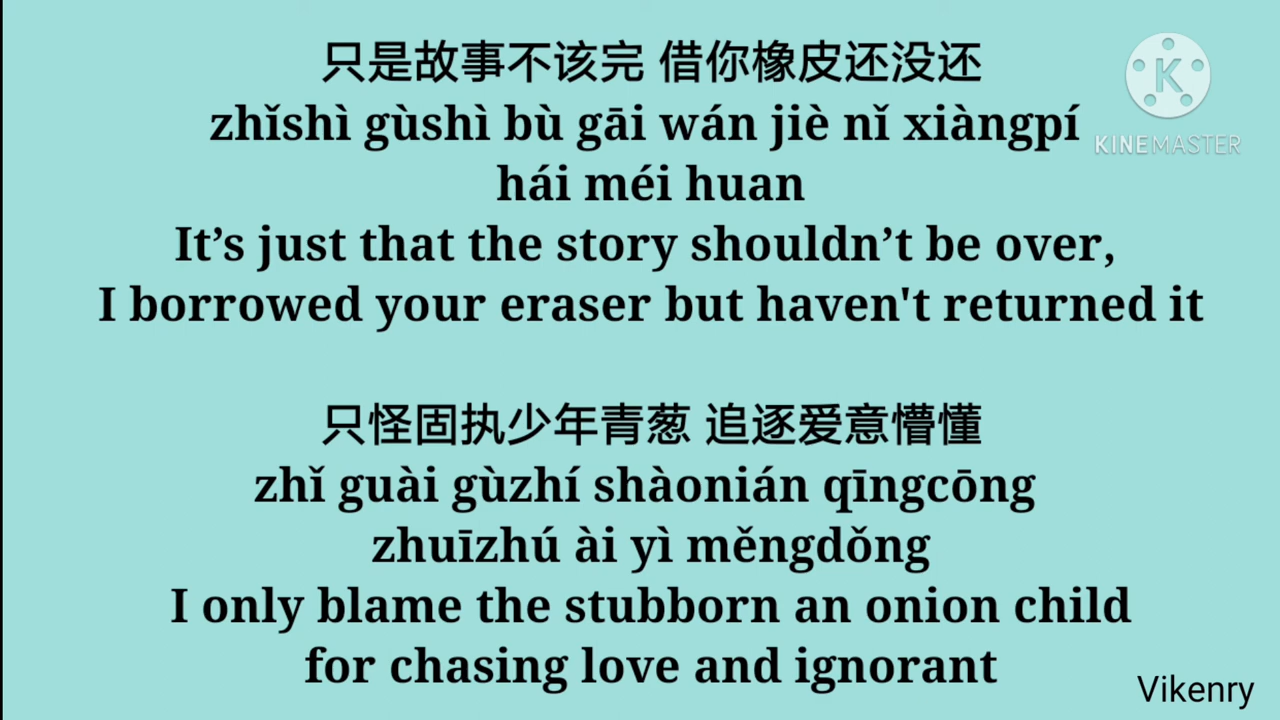 只是故事不该完 借你橡皮还没还
zhǐshì gùshì bù gāi wán jiè nǐ xiàngpí
hái méi huan
It’s just that the story shouldn’t be over,
I borrowed your eraser but haven't returned it
只怪固执少年青葱 追逐爱意懵懂
zhǐ guài gùzhí shàonián qīngcōng
zhuīzhú ài yì měngdǒng
I only blame the stubborn an onion child
for chasing love and ignorant
K
KINEMASTER
Vikenry